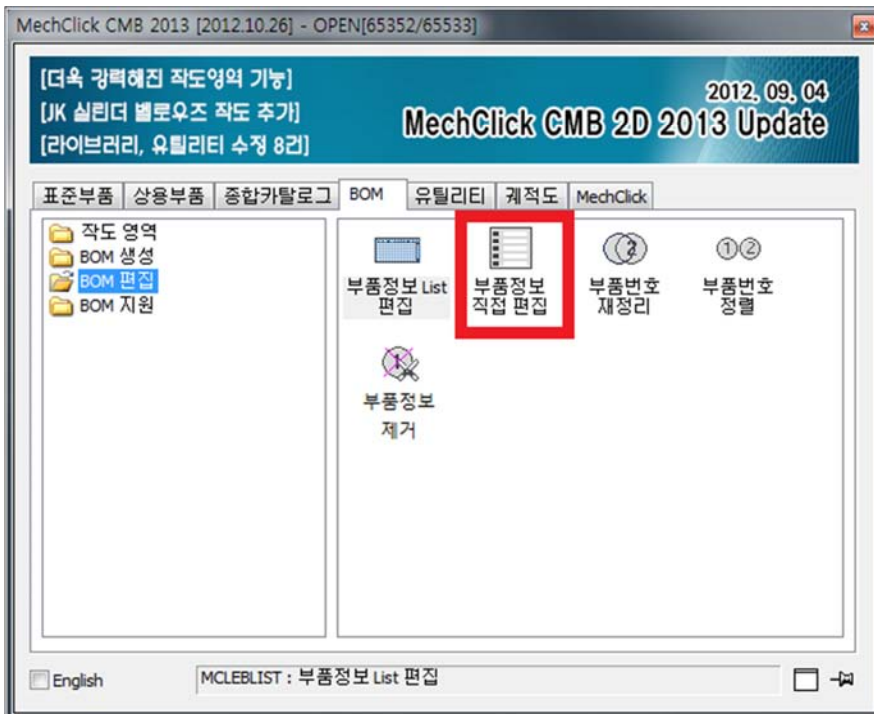 MechClick CMB 2013 [2012.10.26] - OPEN[65352/65533]
[더욱 강력해진 작도영역 기능]
[JK 실린더 벨로우즈 작도 추가]
[라이브러리, 유틸리티 수정 8건]
2012, 09, 04
MechClick CMB 2D 2013 Update
표준부품 상용부품 종합카탈로그 BOM 유틸리티 궤적도 MechClick
작도 영역
BOM 생성
BOM 편집
BOM 지원
부품정보 List
편집
부품정보
직접 편집
부품번호
재정리
부품번호
정렬
부품정보
제거
English
MCLEBLIST : 부품정보 List 편집